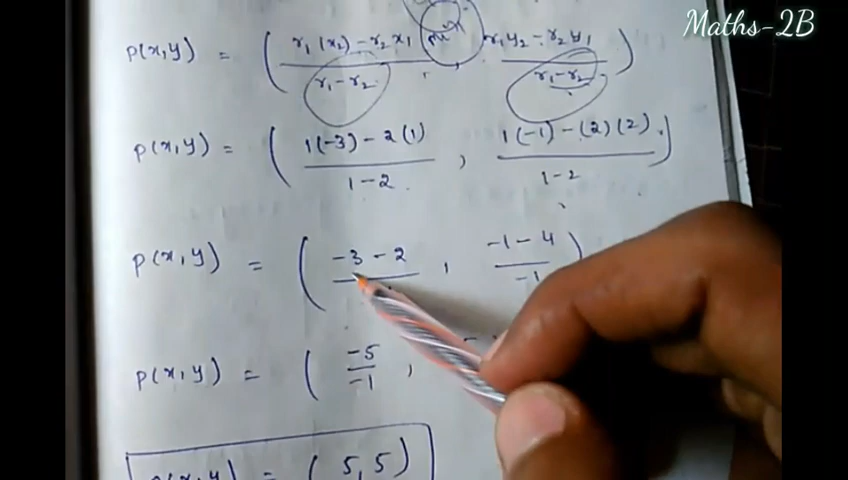 Maths-2B
P(x,y) = ( r₁(x₂) - r₂x₁ / r₁ - r₂ , r₁y₂ - r₂y₁ / r₁ - r₂ )
P(x,y) = ( 1(-3) - 2(1) / 1 - 2 , 1(-1) - (2)(2) / 1 - 2 )
P(x,y) = ( -3 - 2 / , -1 - 4 / -1 )
P(x,y) = ( -5 / -1 ,
P(x,y) = ( 5,5 )